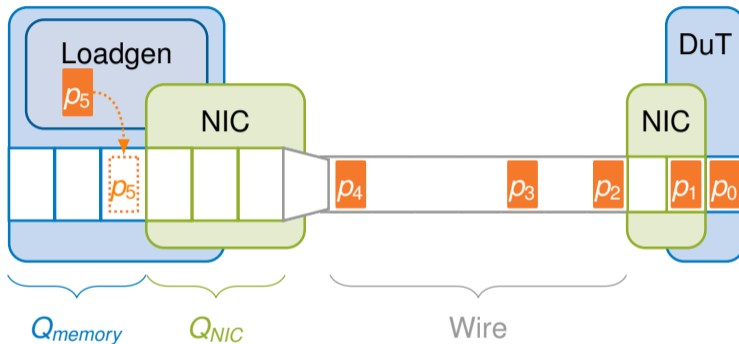 Loadgen
DuT
p5
NIC
NIC
p5
p4
p3
p2
p1
p0
Qmemory
QNIC
Wire